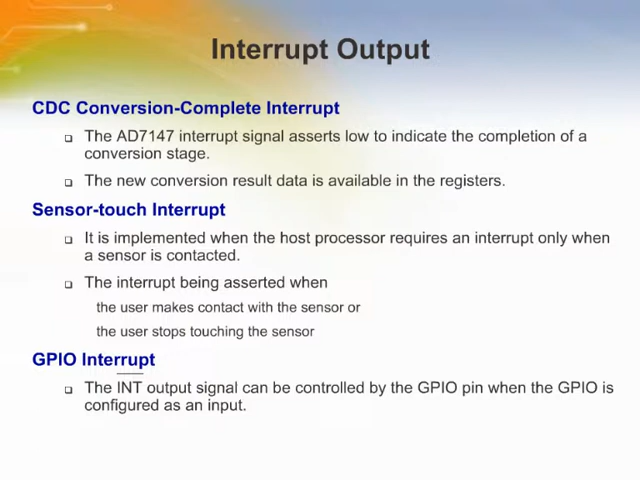 Interrupt Output
CDC Conversion-Complete Interrupt
❑ The AD7147 interrupt signal asserts low to indicate the completion of a
conversion stage.
❑ The new conversion result data is available in the registers.
Sensor-touch Interrupt
❑ It is implemented when the host processor requires an interrupt only when
a sensor is contacted.
❑ The interrupt being asserted when
the user makes contact with the sensor or
the user stops touching the sensor
GPIO Interrupt
❑ The I̅N̅T̅ output signal can be controlled by the GPIO pin when the GPIO is
configured as an input.